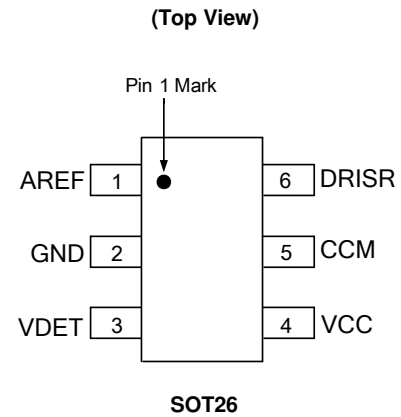 (Top View)
Pin 1 Mark
AREF 1 6 DRISR
GND 2 5 CCM
VDET 3 4 VCC
SOT26